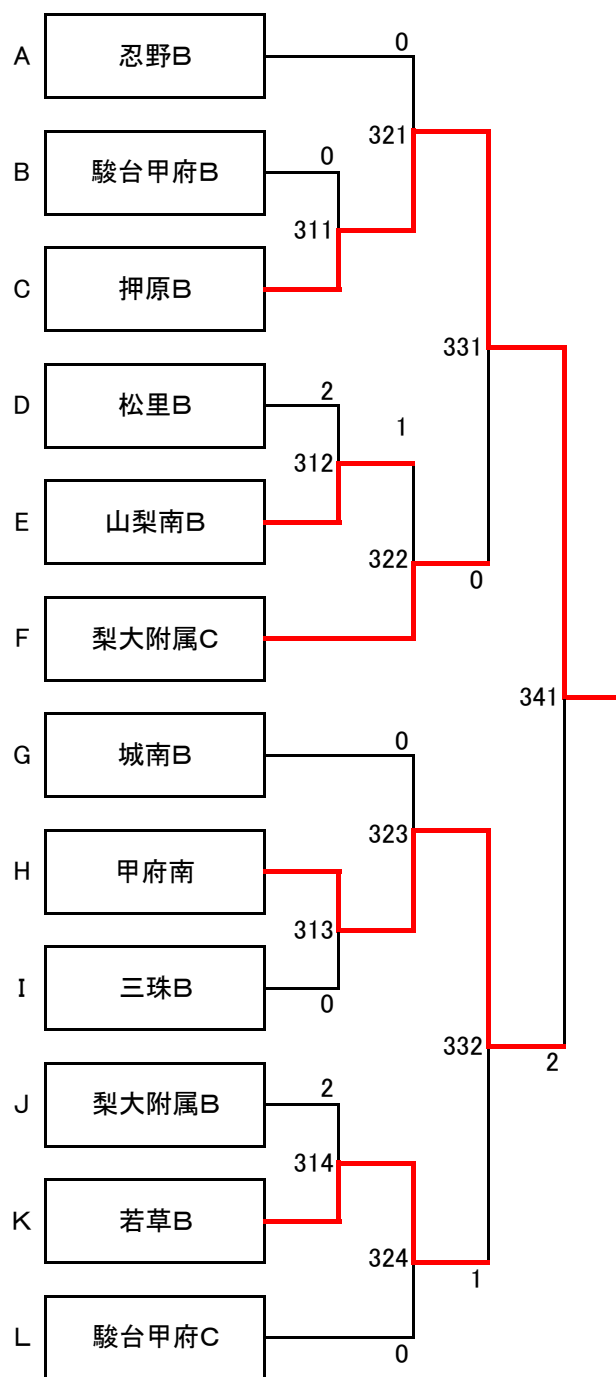 0
A 忍野B
321
B 駿台甲府B 0
311
C 押原B
331
D 松里B 2
1
312
E 山梨南B
322
0
F 梨大附属C
341
G 城南B 0
323
H 甲府南
313
I 三珠B 0
332
2
J 梨大附属B 2
314
K 若草B
324
1
L 駿台甲府C 0